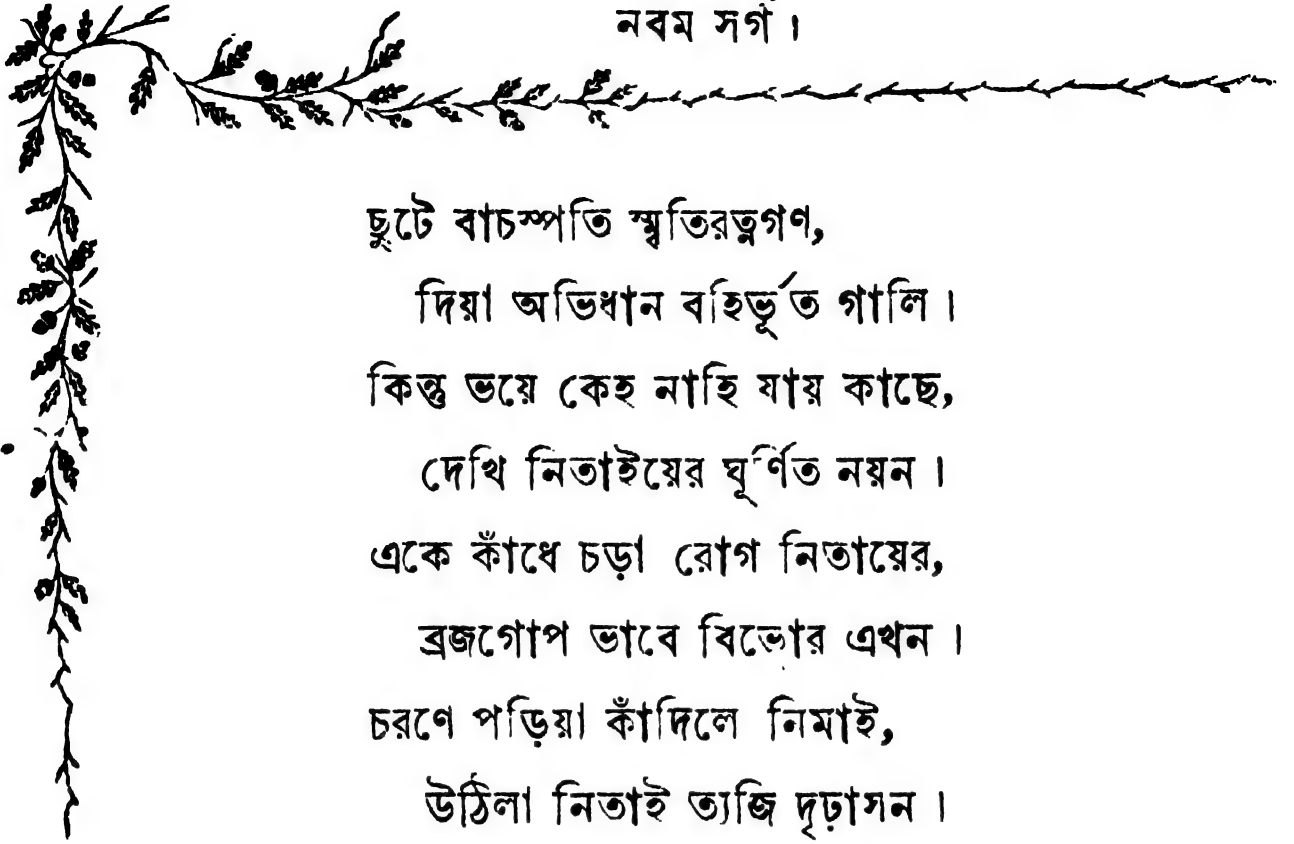 নবম সর্গ।
ছুটে বাচস্পতি স্মৃতিরত্নগণ,
দিয়া অভিধান বহির্ভূত গালি।
কিন্তু ভয়ে কেহ নাহি যায় কাছে,
দেখি নিতাইয়ের ঘূর্ণিত নয়ন।
একে কাঁধে চড়া রোগ নিতায়ের,
ব্রজগোপ ভাবে বিভোর এখন।
চরণে পড়িয়া কাঁদিলে নিমাই,
উঠিলা নিতাই ত্যজি দৃঢ়াসন।